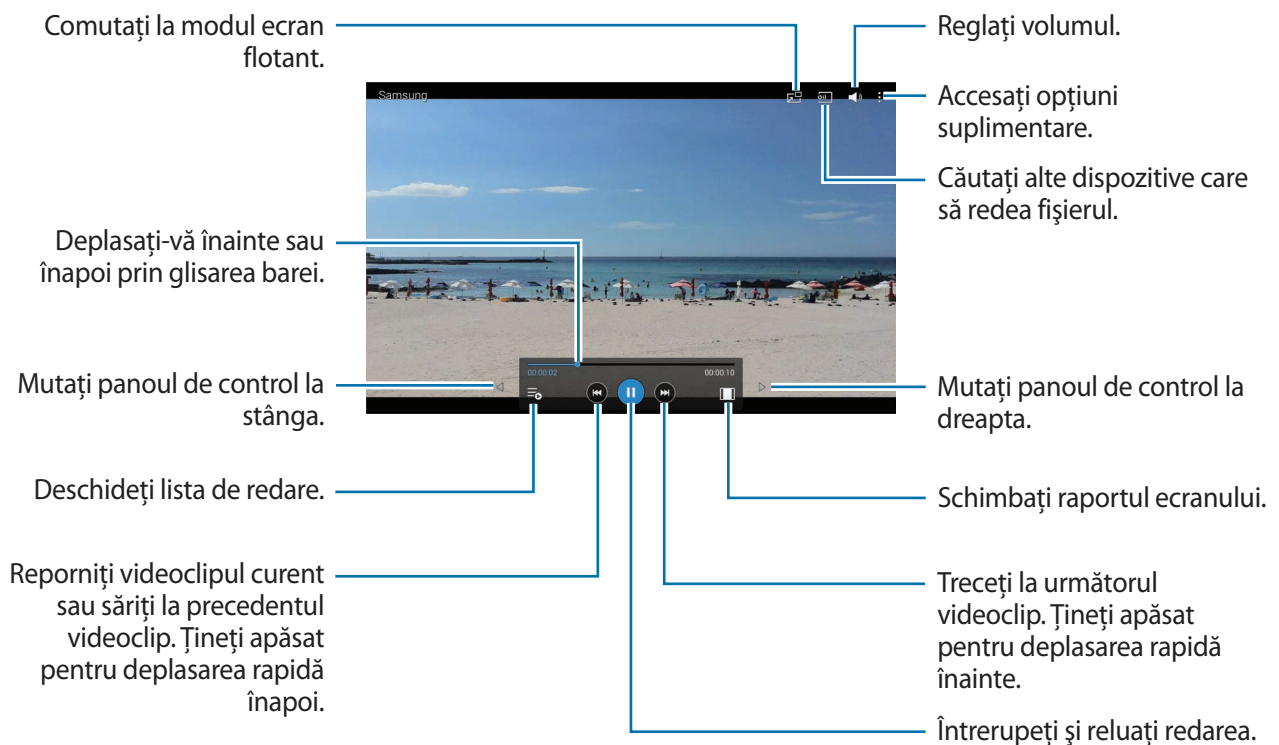 Comutați la modul ecran
flotant.
Reglați volumul.
Samsung
Accesați opțiuni
suplimentare.
Căutați alte dispozitive care
să redea fişierul.
Deplasați-vă înainte sau
înapoi prin glisarea barei.
00:00:02
00:00:10
Mutați panoul de control la
stânga.
Mutați panoul de control la
dreapta.
Deschideți lista de redare.
Schimbați raportul ecranului.
Reporniți videoclipul curent
sau săriți la precedentul
videoclip. Țineți apăsat
pentru deplasarea rapidă
înapoi.
Treceți la următorul
videoclip. Țineți apăsat
pentru deplasarea rapidă
înainte.
Întrerupeți şi reluați redarea.